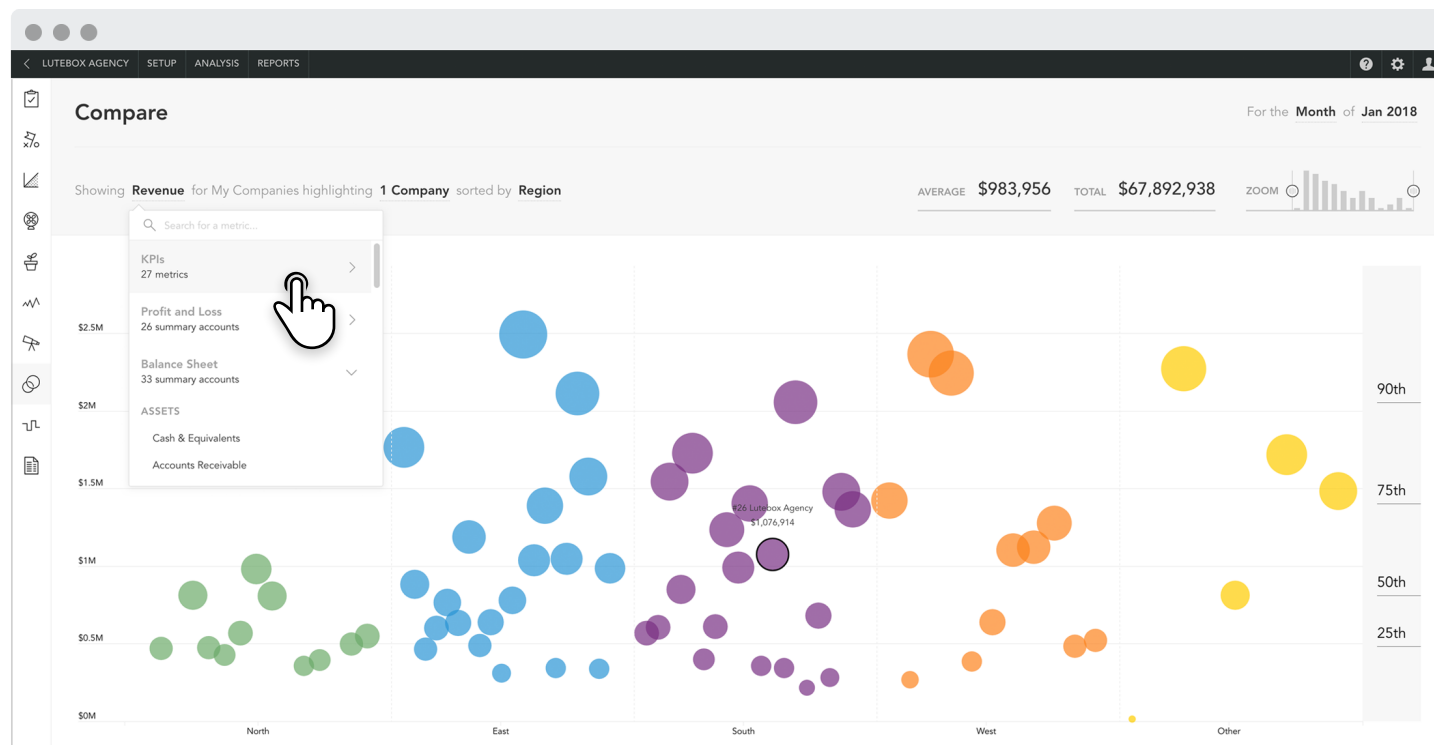 LUTEBOX AGENCY SETUP ANALYSIS REPORTS
Compare
For the Month of Jan 2018
Showing Revenue for My Companies highlighting 1 Company sorted by Region
AVERAGE $983,956 TOTAL $67,892,938 ZOOM
Search for a metric...
KPIs
27 metrics
Profit and Loss
26 summary accounts
Balance Sheet
33 summary accounts
ASSETS
Cash & Equivalents
Accounts Receivable
$2.5M
$2M
$1.5M
$1M
$0.5M
$0M
#26 Lutebox Agency
$1,076,914
90th
75th
50th
25th
North East South West Other